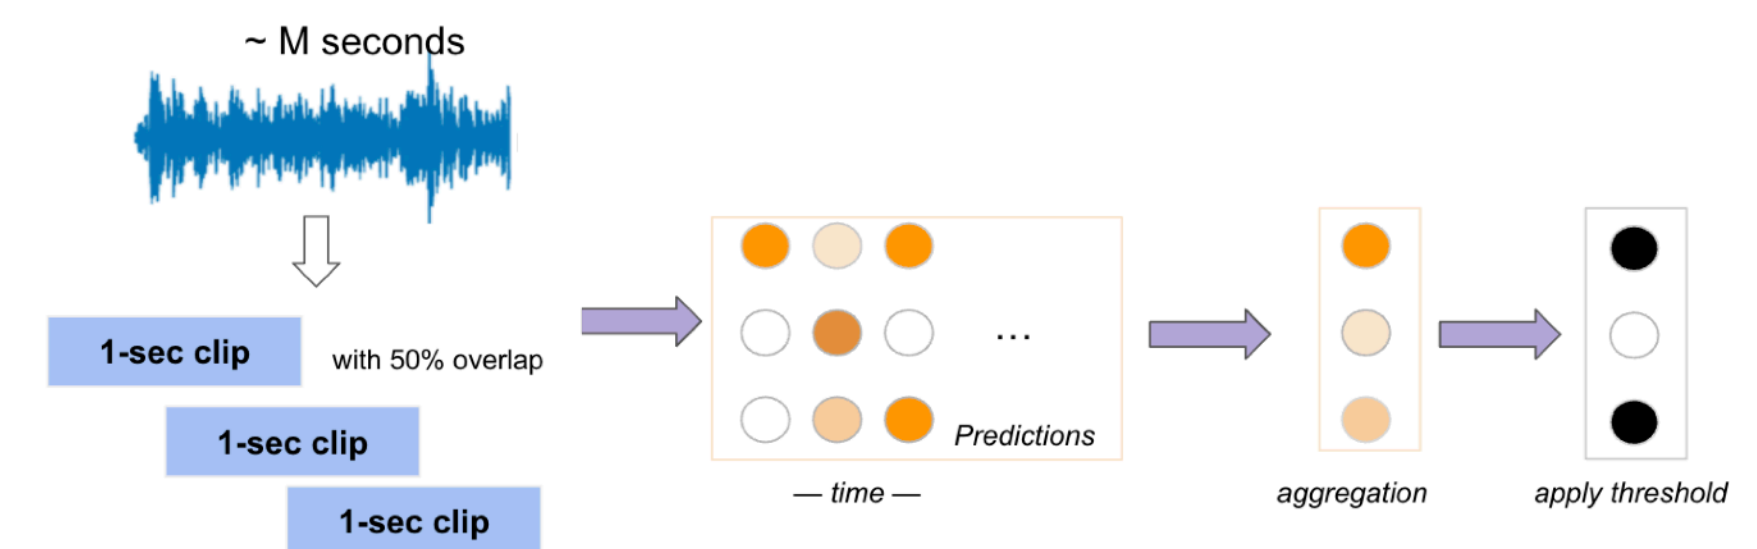 ~ M seconds
1-sec clip
with 50% overlap
1-sec clip
1-sec clip
...
Predictions
— time —
aggregation
apply threshold